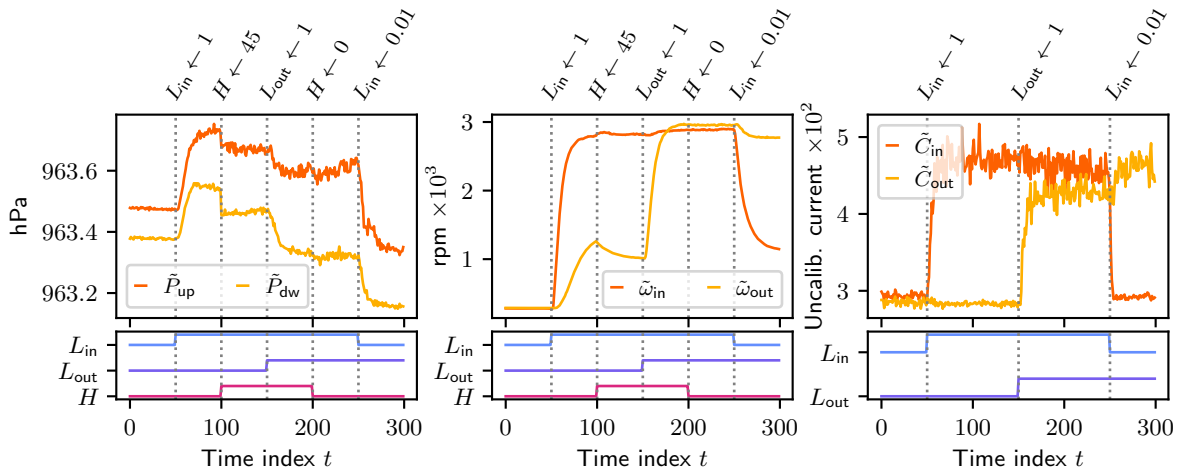 L_in ← 1
H ← 45
L_out ← 1
H ← 0
L_in ← 0.01
hPa
963.6
963.4
963.2
P̃_up
P̃_dw
L_in
L_out
H
0
100
200
300
Time index t
L_in ← 1
H ← 45
L_out ← 1
H ← 0
L_in ← 0.01
rpm ×10³
3
2
1
ω̃_in
ω̃_out
L_in
L_out
H
0
100
200
300
Time index t
L_in ← 1
L_out ← 1
L_in ← 0.01
Uncalib. current ×10²
5
4
3
C̃_in
C̃_out
L_in
L_out
0
100
200
300
Time index t